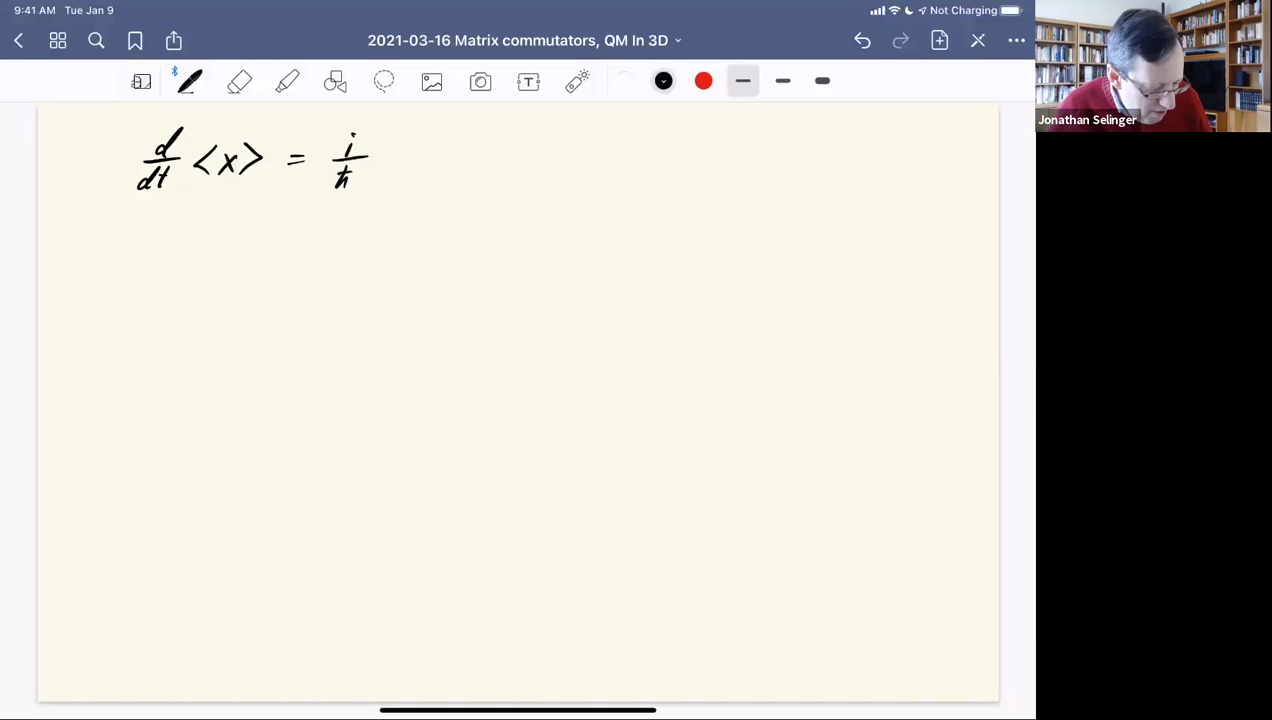 9:41 AM Tue Jan 9
Not Charging
2021-03-16 Matrix commutators, QM In 3D
T
Jonathan Selinger
d/dt <x> = i/ħ